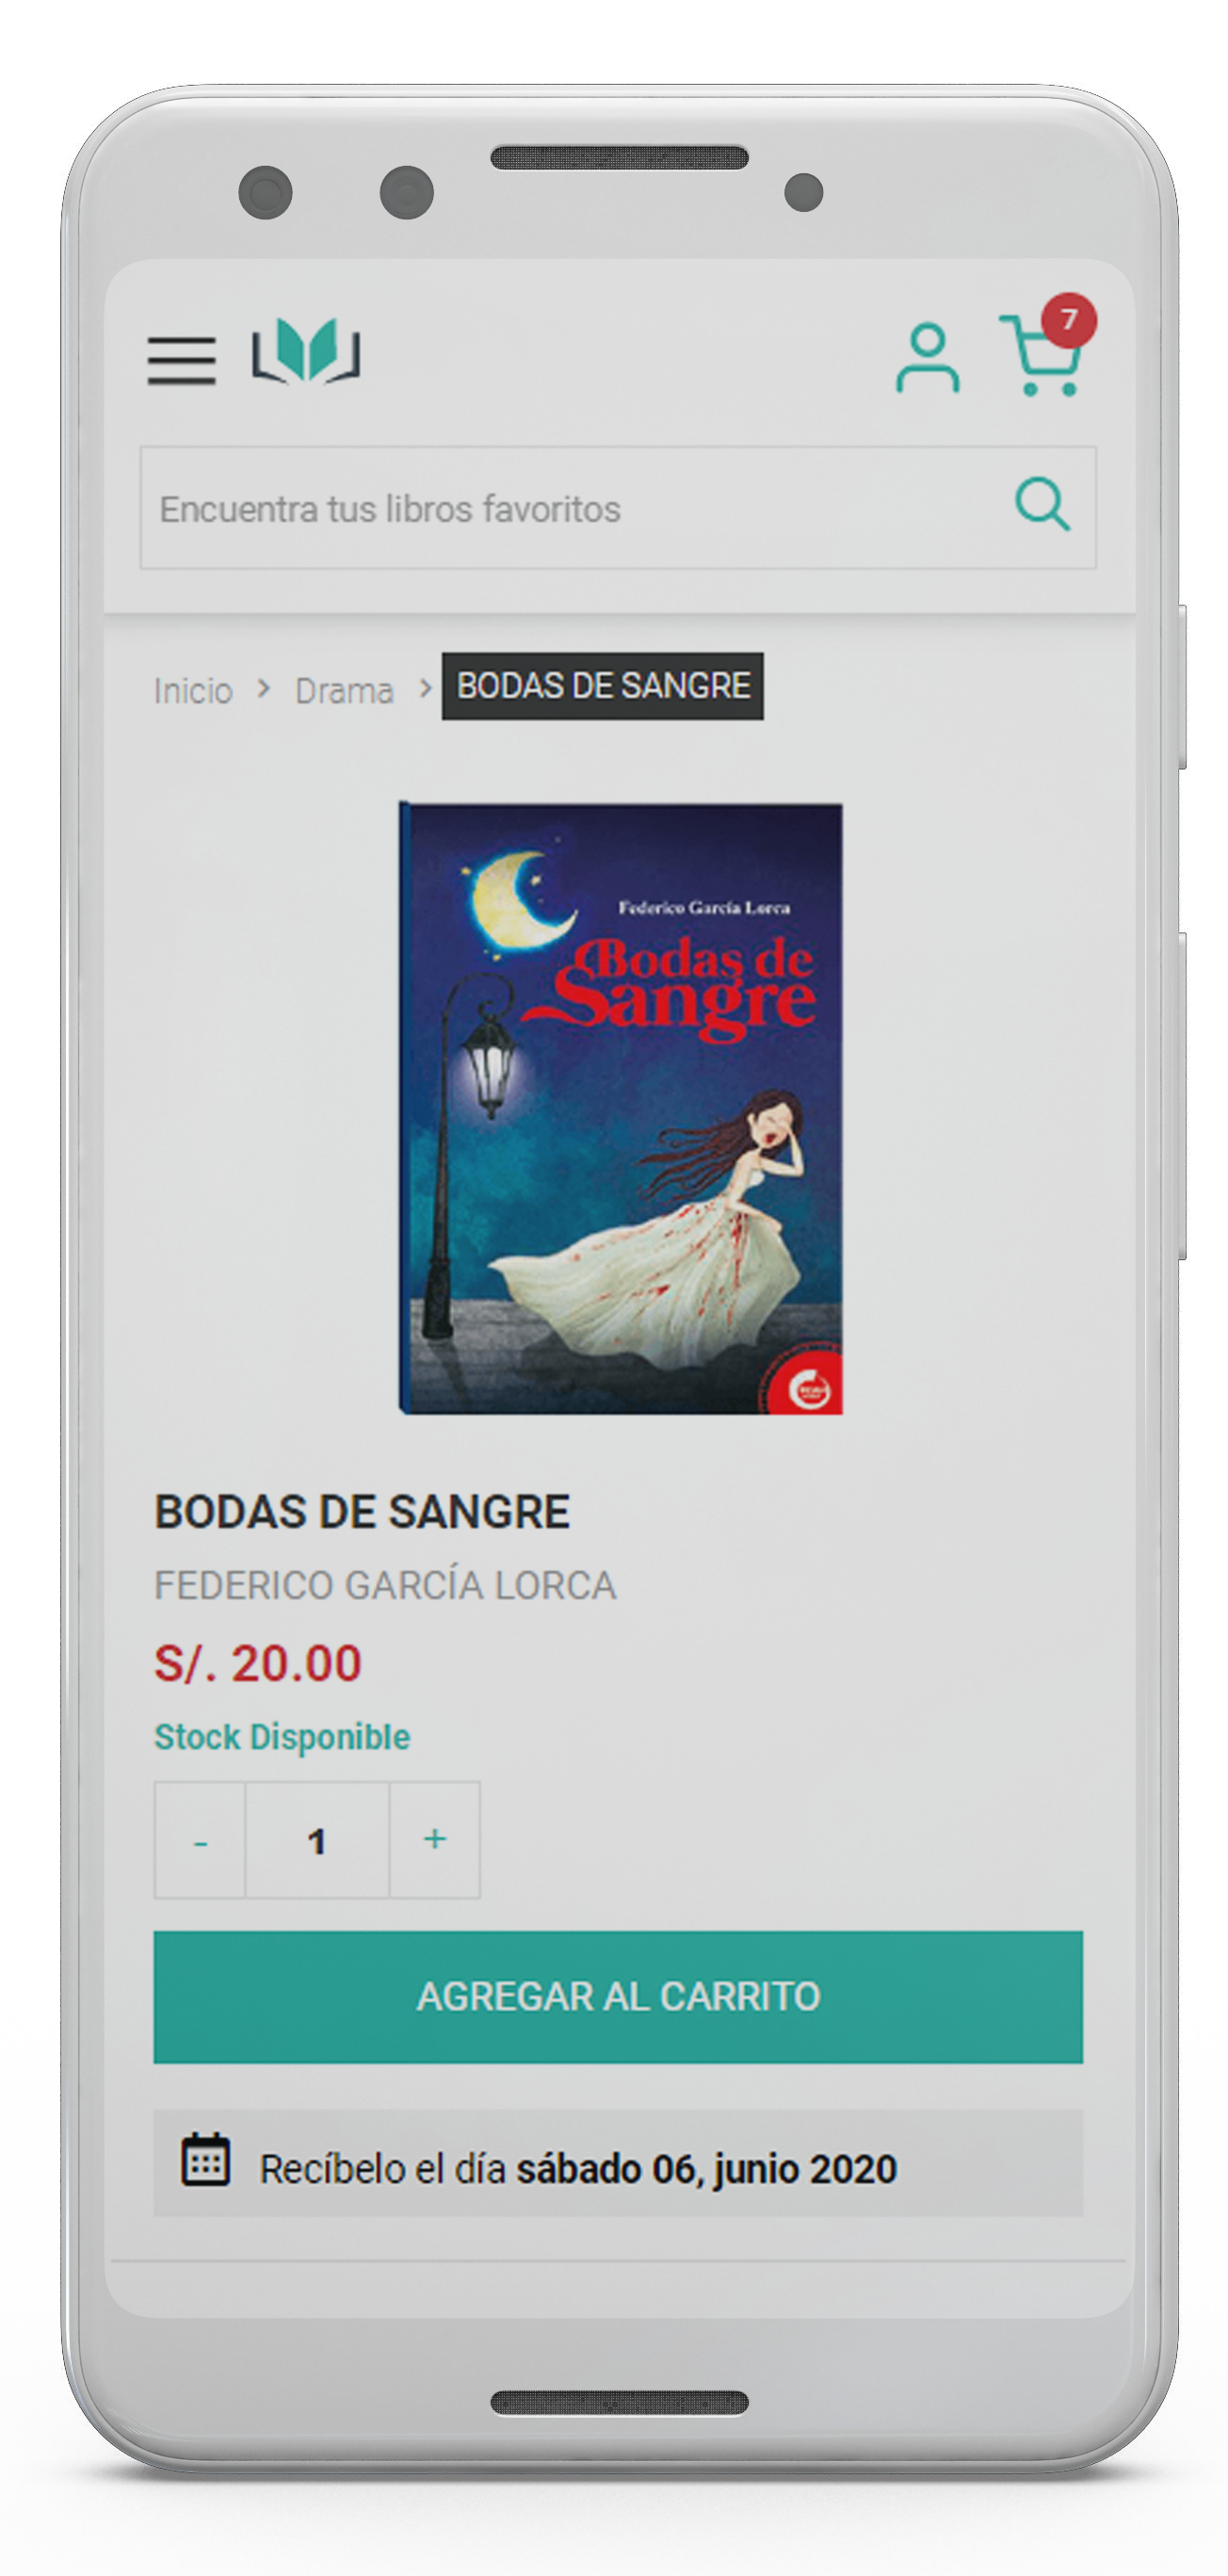 7
Encuentra tus libros favoritos
Inicio > Drama > BODAS DE SANGRE
Federico García Lorca
Bodas de
Sangre
BODAS DE SANGRE
FEDERICO GARCÍA LORCA
S/. 20.00
Stock Disponible
- 1 +
AGREGAR AL CARRITO
Recíbelo el día sábado 06, junio 2020